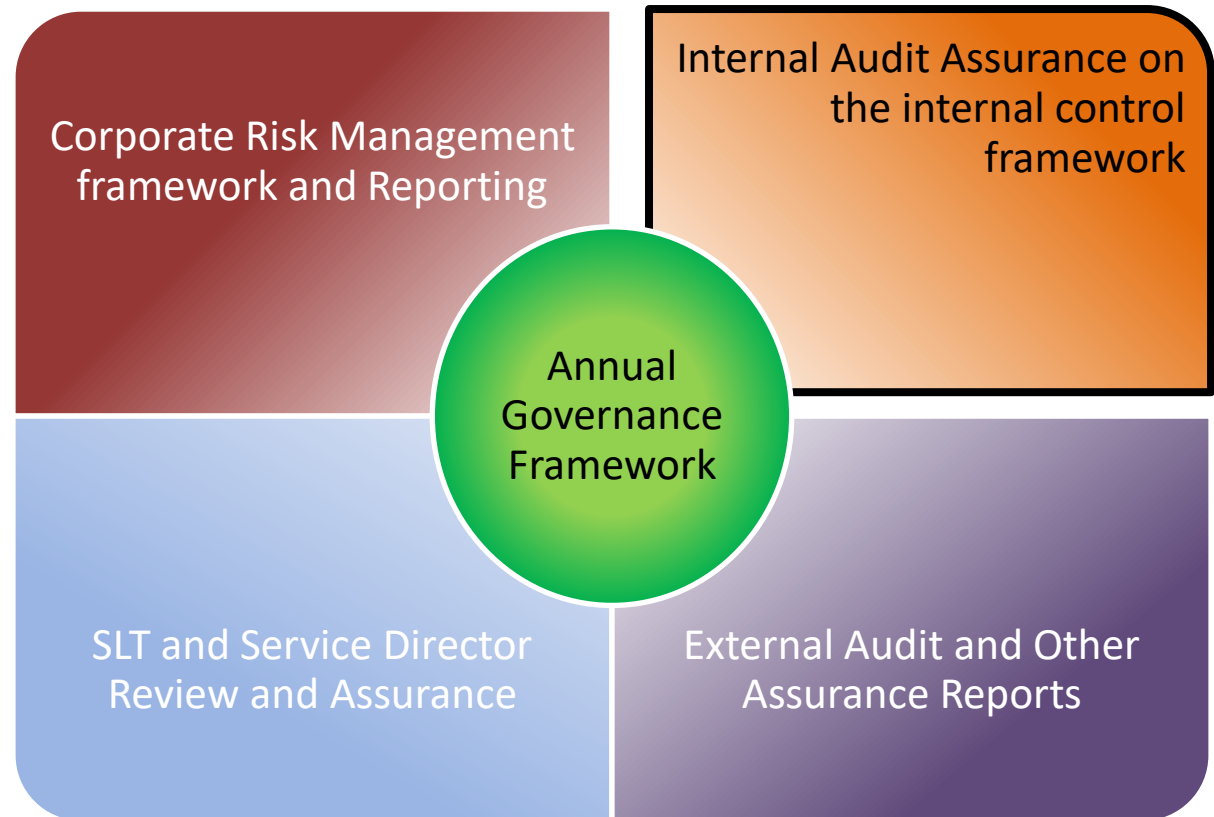 Corporate Risk Management
framework and Reporting
Internal Audit Assurance on
the internal control
framework
Annual
Governance
Framework
SLT and Service Director
Review and Assurance
External Audit and Other
Assurance Reports